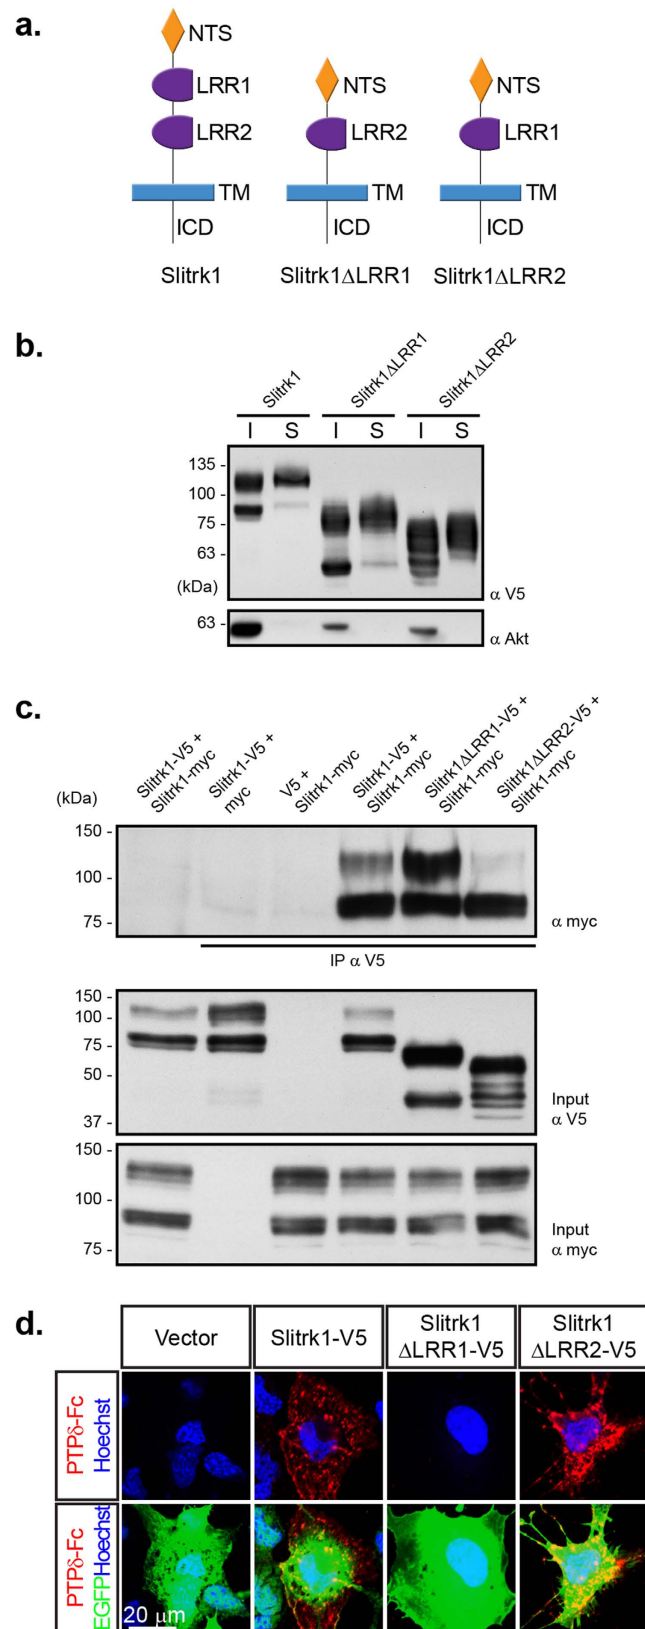 a.
NTS
LRR1
NTS
NTS
LRR2
LRR2
LRR1
TM
TM
TM
ICD
ICD
ICD
Slitrk1
Slitrk1ΔLRR1
Slitrk1ΔLRR2
b.
Slitrk1
Slitrk1ΔLRR1
Slitrk1ΔLRR2
I S I S I S
135 -
100 -
75 -
63 -
(kDa)
α V5
63 -
α Akt
c.
Slitrk1-V5 +
Slitrk1-myc
Slitrk1-V5 +
myc
V5 +
Slitrk1-myc
Slitrk1-V5 +
Slitrk1-myc
Slitrk1ΔLRR1-V5 +
Slitrk1-myc
Slitrk1ΔLRR2-V5 +
Slitrk1-myc
(kDa)
150 -
100 -
75 -
α myc
IP α V5
150 -
100 -
75 -
50 -
37 -
Input
α V5
150 -
100 -
75 -
Input
α myc
d.
Vector
Slitrk1-V5
Slitrk1
ΔLRR1-V5
Slitrk1
ΔLRR2-V5
PTPδ-Fc
Hoechst
PTPδ-Fc
EGFPHoechst
20 μm